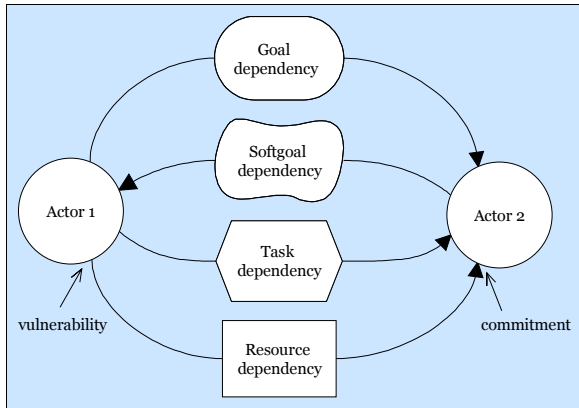 Goal
dependency
Softgoal
dependency
Actor 1
Actor 2
Task
dependency
vulnerability
commitment
Resource
dependency